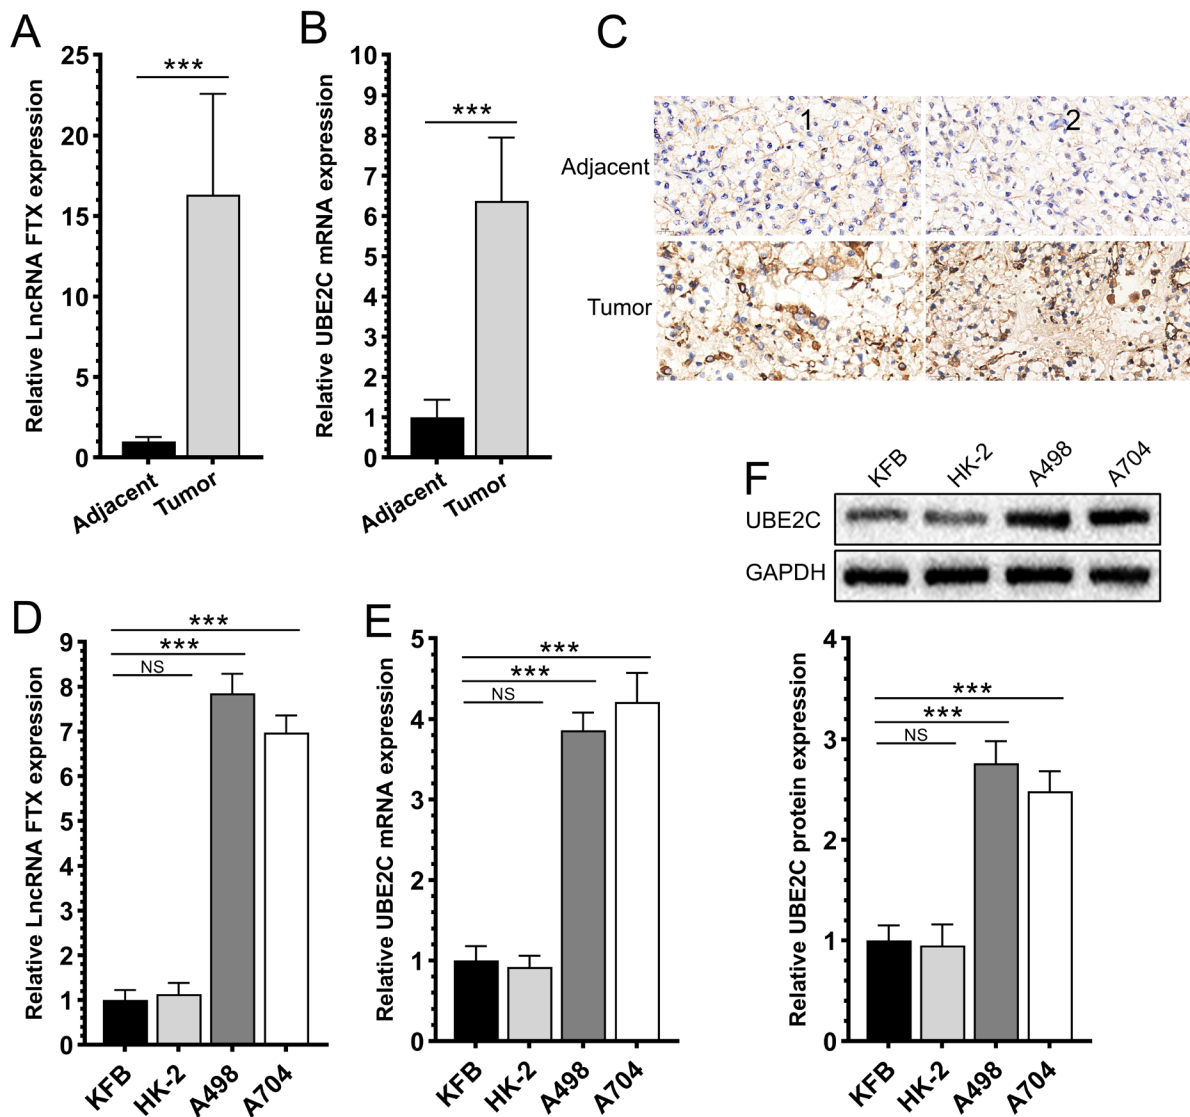 A
Relative LncRNA FTX expression
25
20
15
10
5
0
***
Adjacent
Tumor
B
Relative UBE2C mRNA expression
10
9
8
7
6
5
4
3
2
1
0
***
Adjacent
Tumor
C
1
2
Adjacent
Tumor
F
KFB
HK-2
A498
A704
UBE2C
GAPDH
D
Relative LncRNA FTX expression
9
8
7
6
5
4
3
2
1
0
***
***
NS
KFB
HK-2
A498
A704
E
Relative UBE2C mRNA expression
5
4
3
2
1
0
***
***
NS
KFB
HK-2
A498
A704
Relative UBE2C protein expression
4
3
2
1
0
***
***
NS
KFB
HK-2
A498
A704